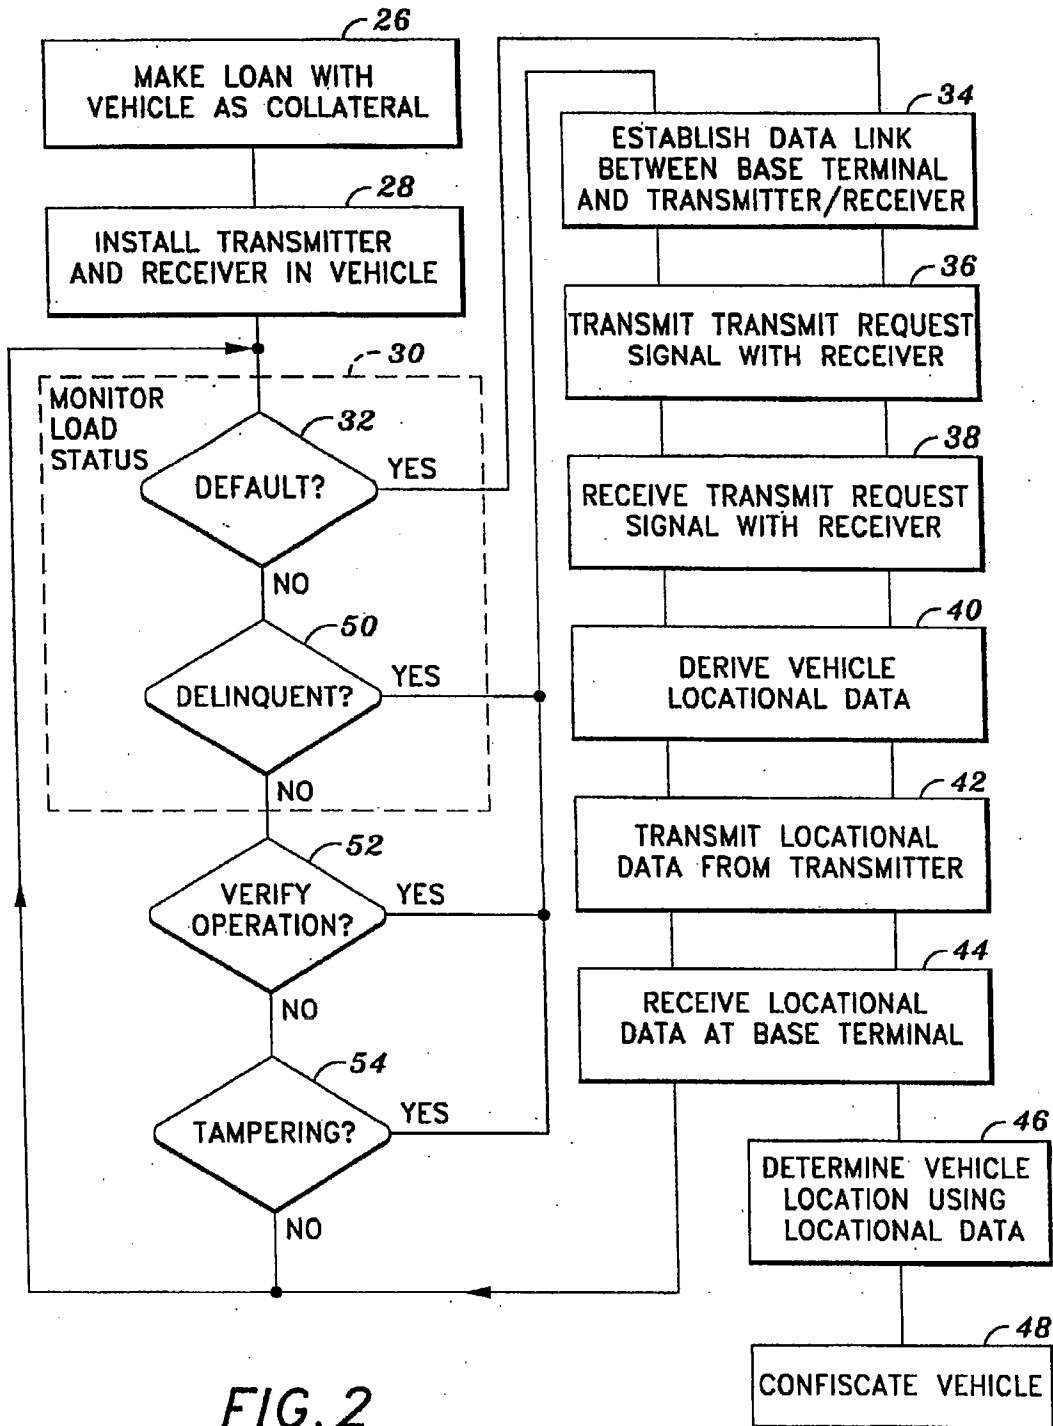 26
MAKE LOAN WITH
VEHICLE AS COLLATERAL
28
INSTALL TRANSMITTER
AND RECEIVER IN VEHICLE
30
MONITOR
LOAD
STATUS
32
DEFAULT?
YES
NO
50
DELINQUENT?
YES
NO
52
VERIFY
OPERATION?
YES
NO
54
TAMPERING?
YES
NO
34
ESTABLISH DATA LINK
BETWEEN BASE TERMINAL
AND TRANSMITTER/RECEIVER
36
TRANSMIT TRANSMIT REQUEST
SIGNAL WITH RECEIVER
38
RECEIVE TRANSMIT REQUEST
SIGNAL WITH RECEIVER
40
DERIVE VEHICLE
LOCATIONAL DATA
42
TRANSMIT LOCATIONAL
DATA FROM TRANSMITTER
44
RECEIVE LOCATIONAL
DATA AT BASE TERMINAL
46
DETERMINE VEHICLE
LOCATION USING
LOCATIONAL DATA
48
CONFISCATE VEHICLE
FIG. 2